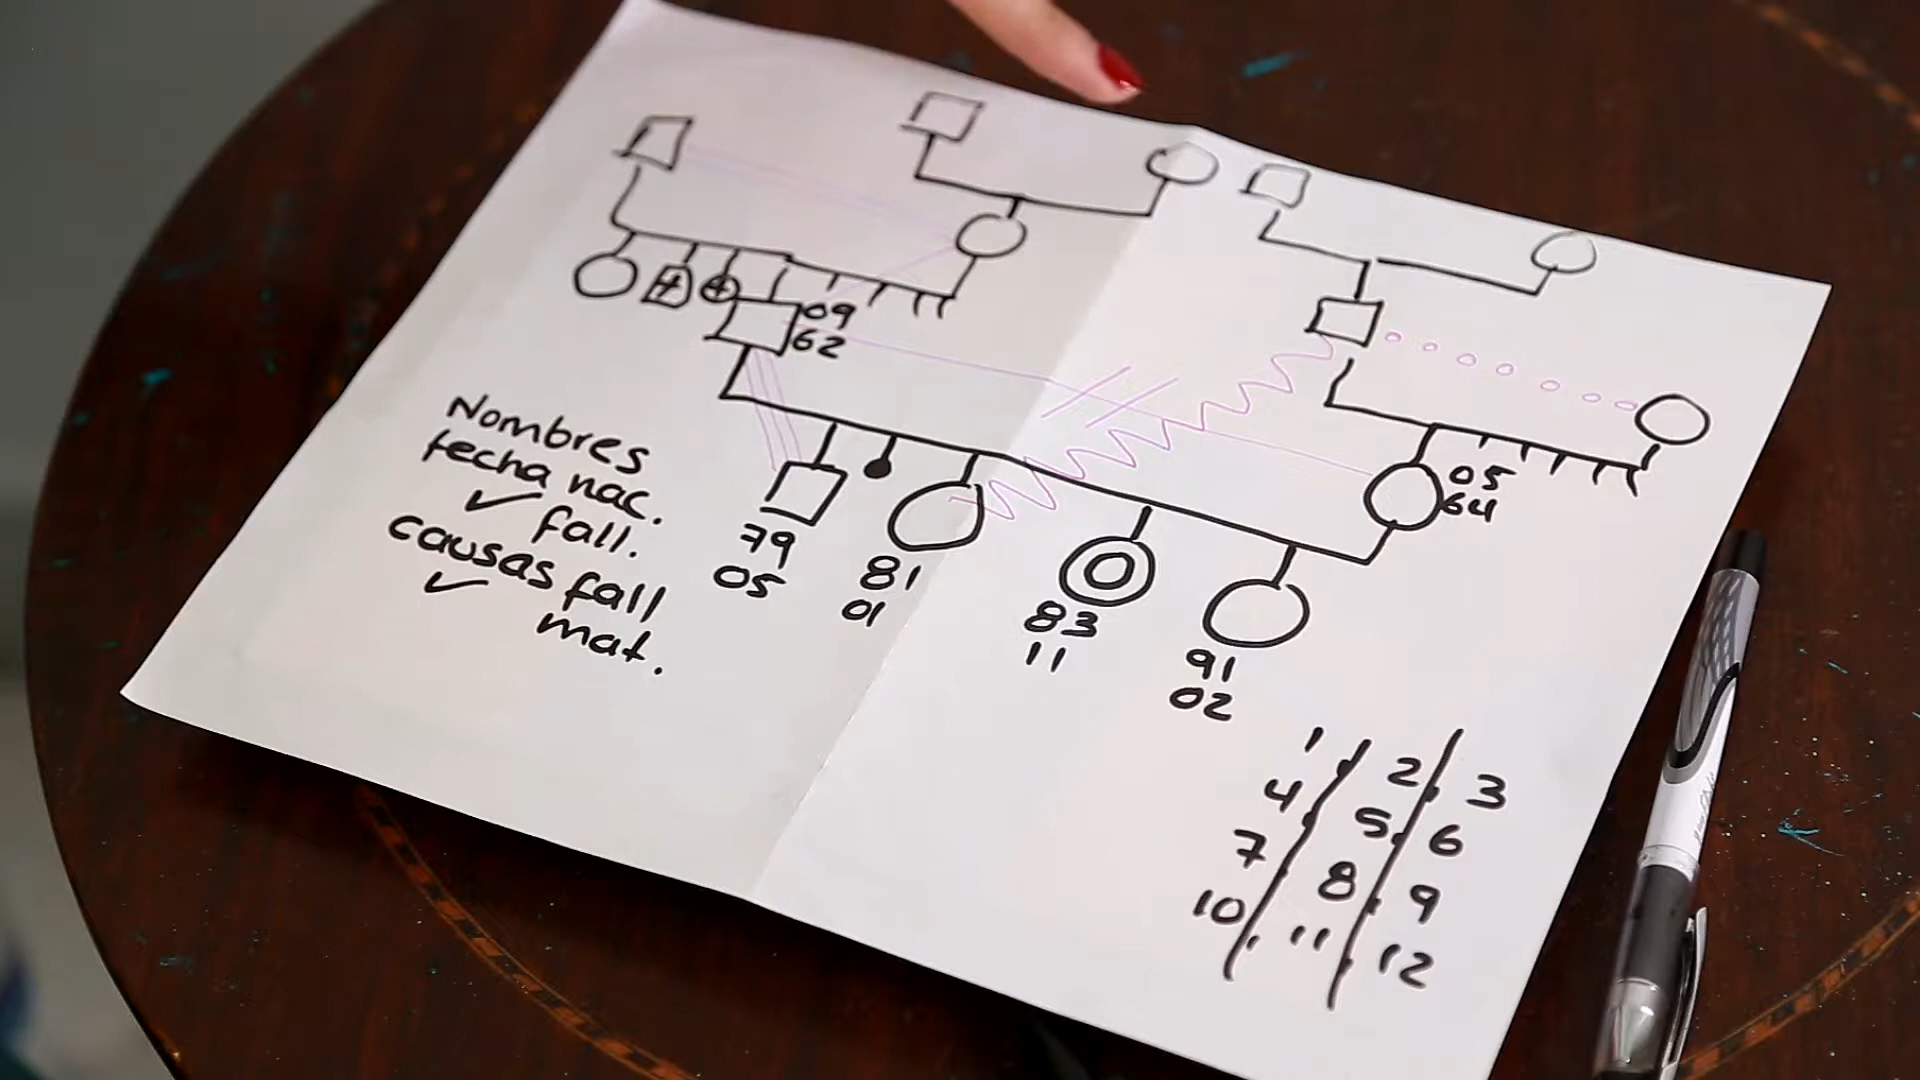 09
62
05
64
Nombres
fecha nac.
✓ fall.
causas fall
✓ mat.
79
05
81
01
83
11
91
02
1 2 3
4 5 6
7 8 9
10 11 12